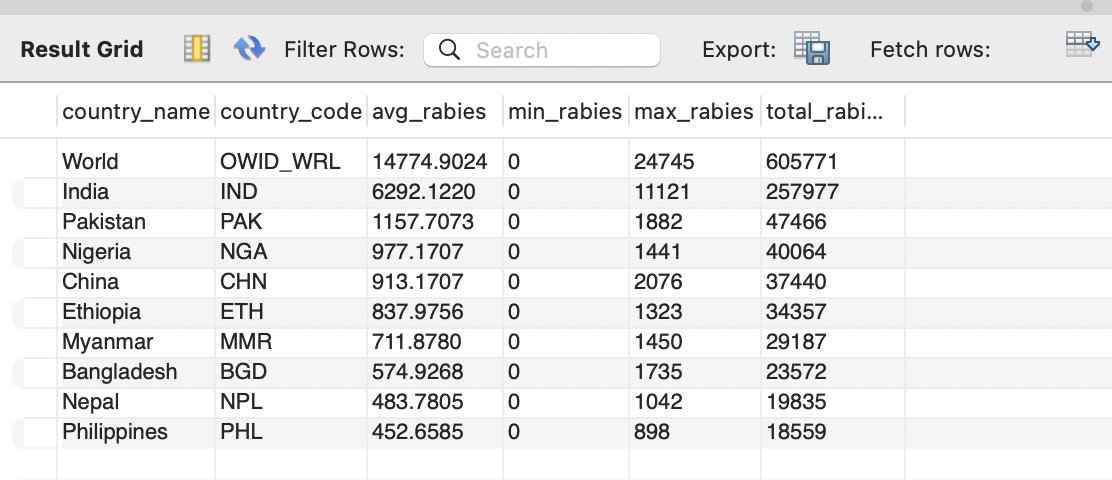 Result Grid Filter Rows: Search Export: Fetch rows:
country_name country_code avg_rabies min_rabies max_rabies total_rabi...
World OWID_WRL 14774.9024 0 24745 605771
India IND 6292.1220 0 11121 257977
Pakistan PAK 1157.7073 0 1882 47466
Nigeria NGA 977.1707 0 1441 40064
China CHN 913.1707 0 2076 37440
Ethiopia ETH 837.9756 0 1323 34357
Myanmar MMR 711.8780 0 1450 29187
Bangladesh BGD 574.9268 0 1735 23572
Nepal NPL 483.7805 0 1042 19835
Philippines PHL 452.6585 0 898 18559